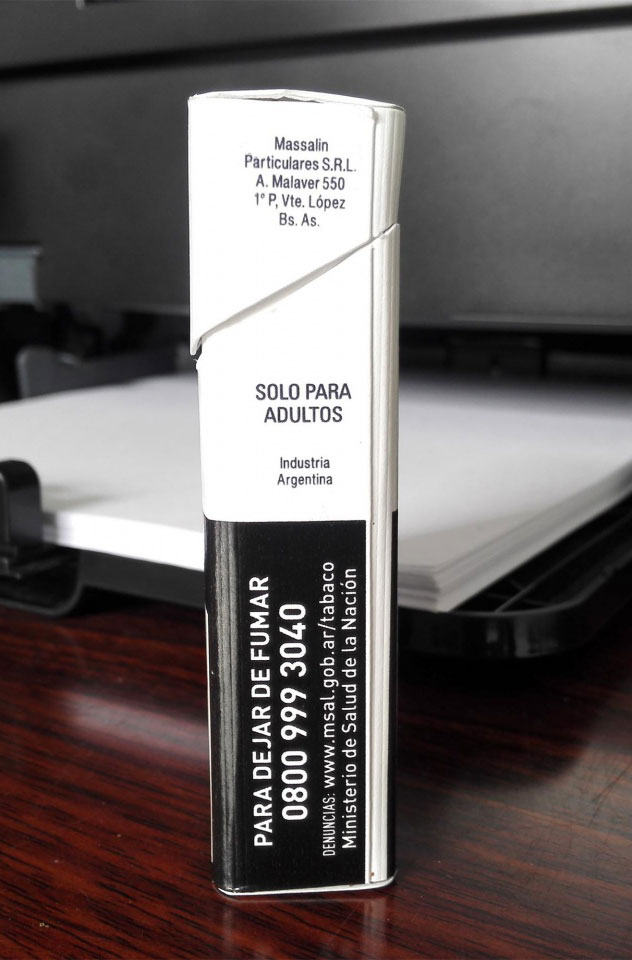 Massalin
Particulares S.R.L.
A. Malaver 550
1º P, Vte. López
Bs. As.
SOLO PARA
ADULTOS
Industria
Argentina
PARA DEJAR DE FUMAR
0800 999 3040
DENUNCIAS: www.msal.gob.ar/tabaco
Ministerio de Salud de la Nación